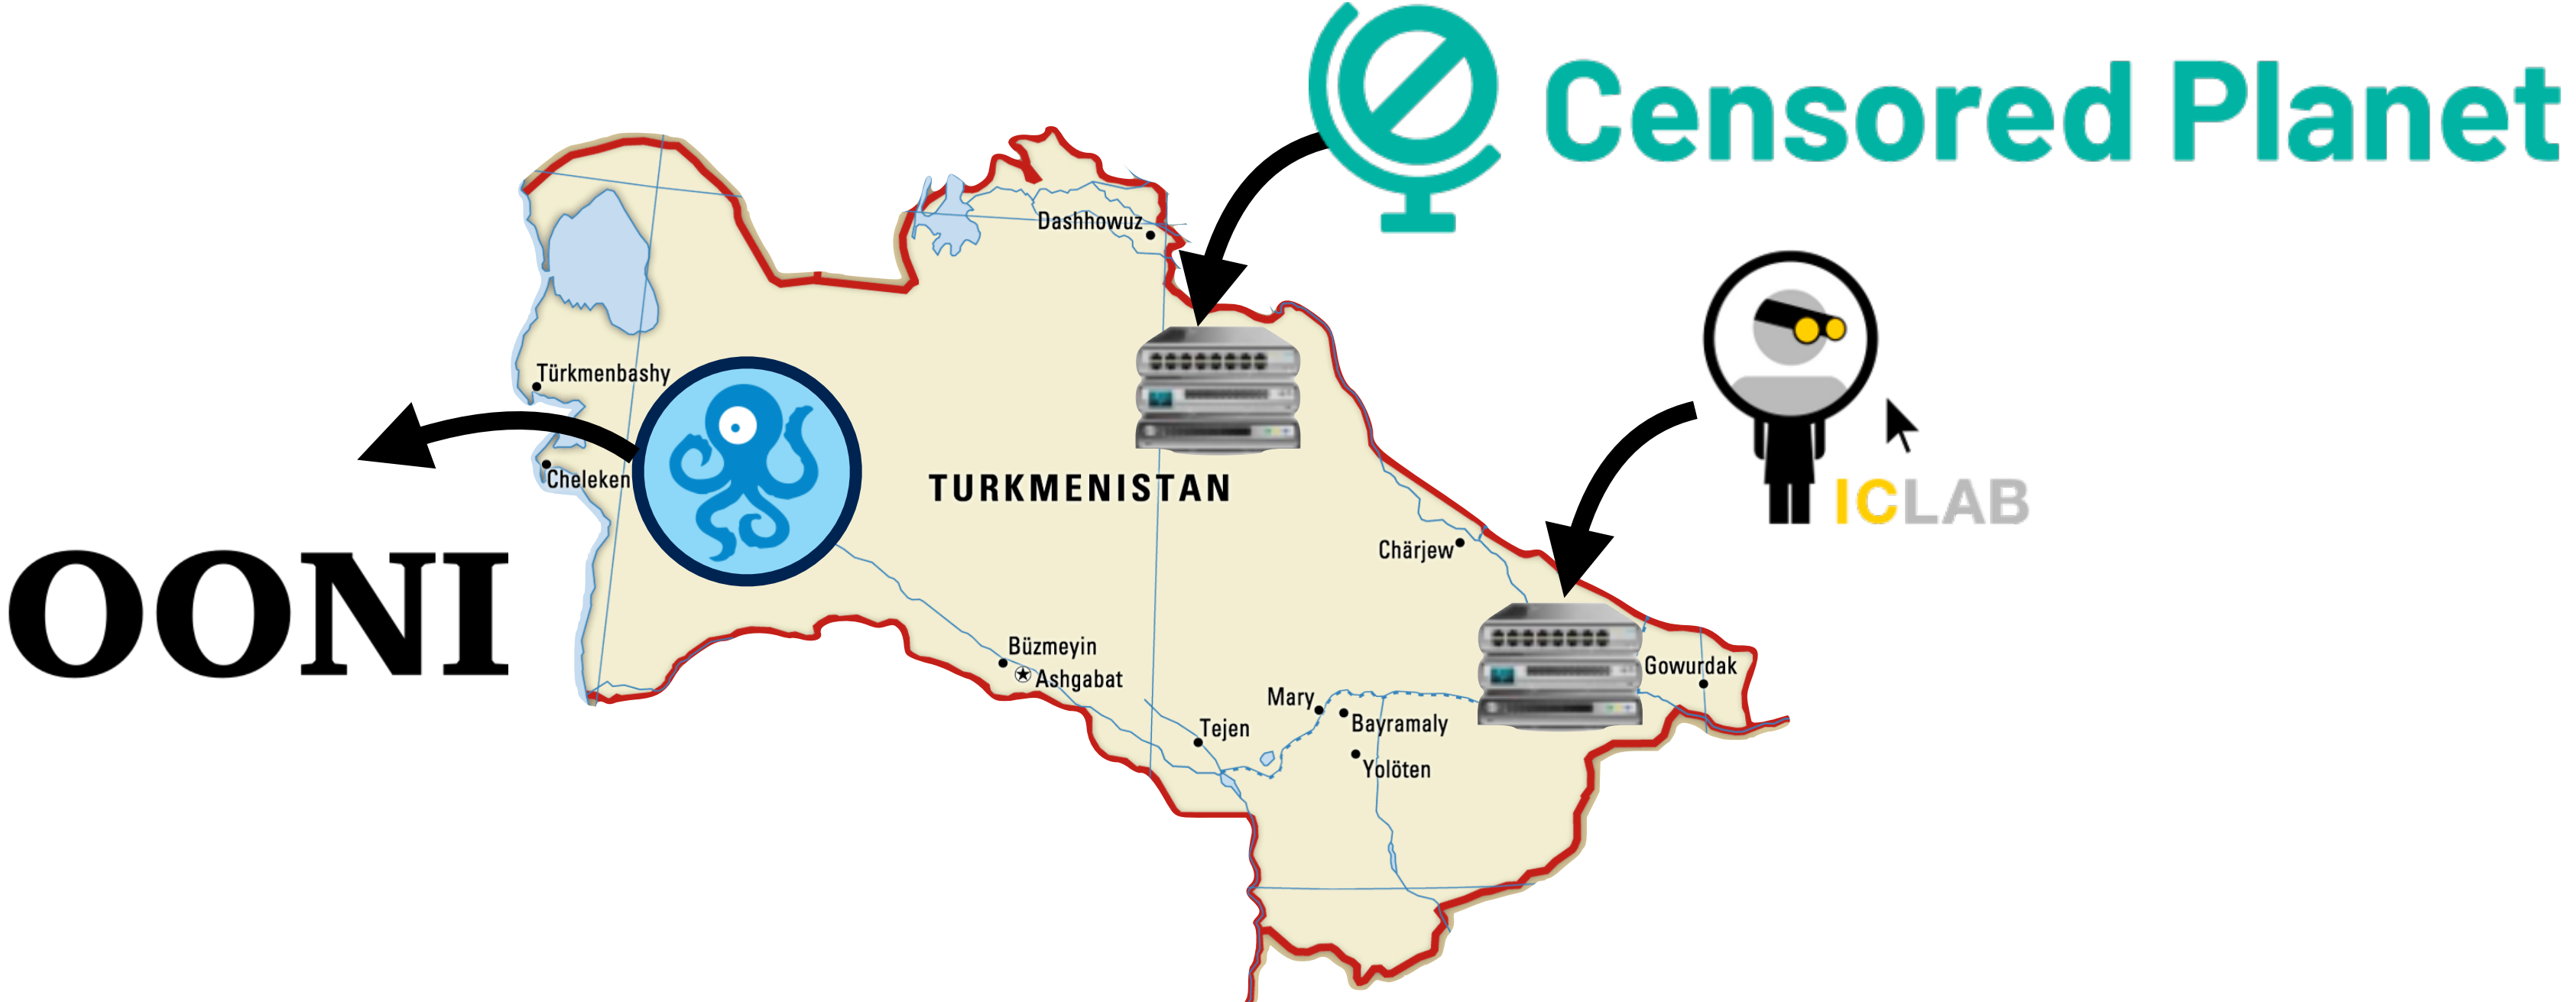 Censored Planet
Dashhowuz
Türkmenbashy
Cheleken
TURKMENISTAN
ICLAB
OONI
Chärjew
Büzmeyin
Ashgabat
Gowurdak
Mary
Bayramaly
Tejen
Yolöten